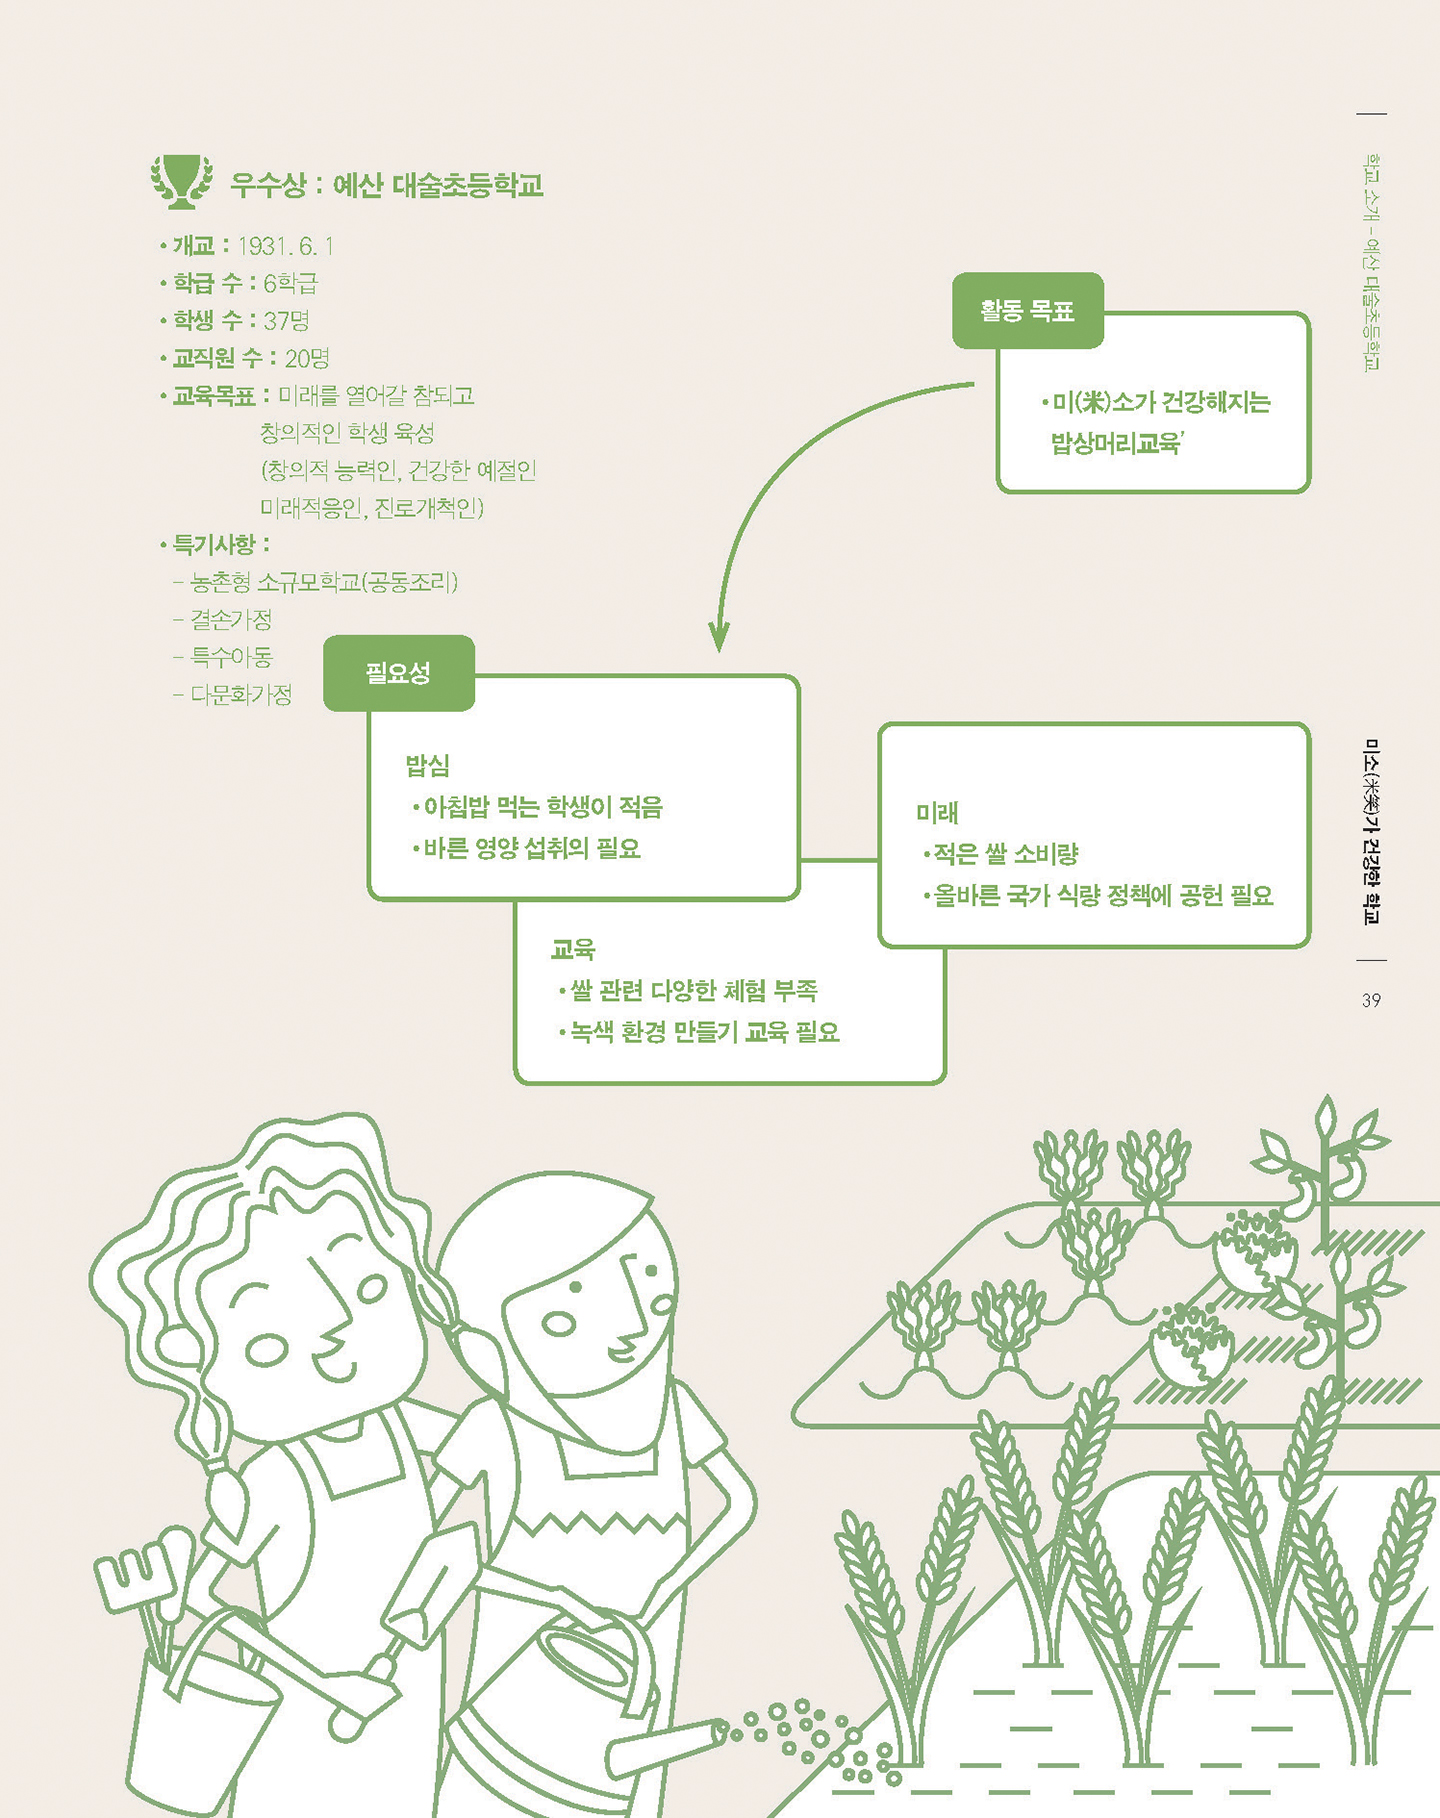 우수상 : 예산 대술초등학교
• 개교 : 1931. 6. 1
• 학급 수 : 6학급
• 학생 수 : 37명
• 교직원 수 : 20명
• 교육목표 : 미래를 열어갈 참되고
창의적인 학생 육성
(창의적 능력인, 건강한 예절인
미래적응인, 진로개척인)
• 특기사항 :
– 농촌형 소규모학교(공동조리)
– 결손가정
– 특수아동
– 다문화가정
활동 목표
• 미(米)소가 건강해지는
밥상머리교육’
필요성
밥심
• 아침밥 먹는 학생이 적음
• 바른 영양 섭취의 필요
미래
• 적은 쌀 소비량
• 올바른 국가 식량 정책에 공헌 필요
교육
• 쌀 관련 다양한 체험 부족
• 녹색 환경 만들기 교육 필요
학교 소개 – 예산 대술초등학교
미소(米笑)가 건강한 학교
39